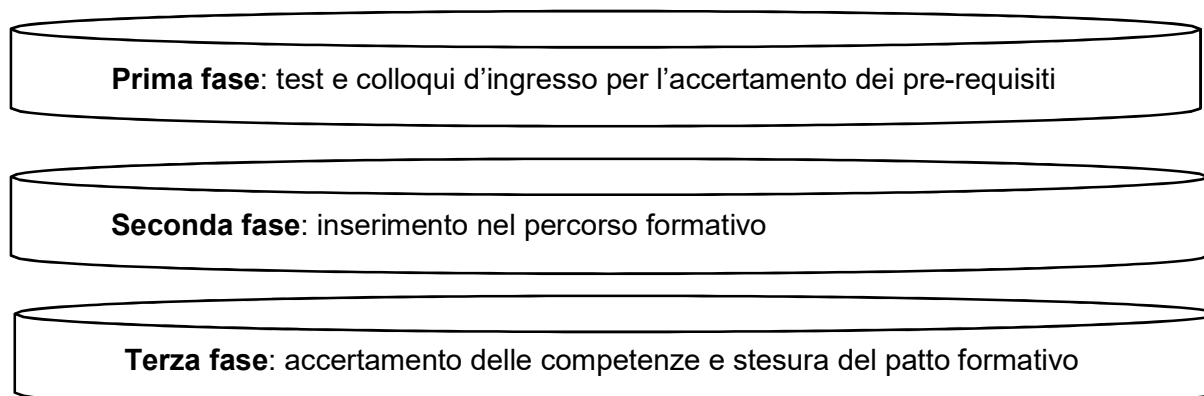 Prima fase: test e colloqui d’ingresso per l’accertamento dei pre-requisiti
Seconda fase: inserimento nel percorso formativo
Terza fase: accertamento delle competenze e stesura del patto formativo